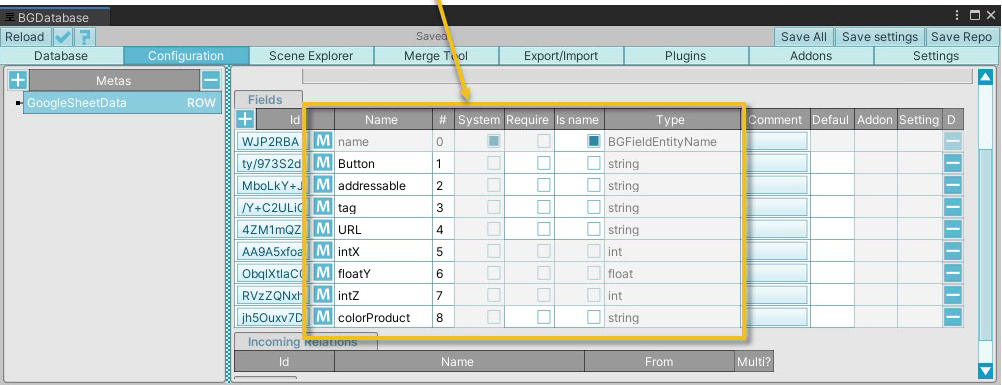 BGDatabase
Reload ? Saved Save All Save settings Save Repo
Database Configuration Scene Explorer Merge Tool Export/Import Plugins Addons Settings
Metas
GoogleSheetData ROW
Fields
Id Name # System Require Is name Type Comment Defaul Addon Setting D
WJP2RBA M name 0 BGFieldEntityName
ty/973S2d M Button 1 string
MboLkY+J M addressable 2 string
/Y+C2ULiG M tag 3 string
4ZM1mQZ M URL 4 string
AA9A5xfoa M intX 5 int
M floatY 6 float
RVzZQNxh M intZ 7 int
jh5Ouxv7D M colorProduct 8 string
Incoming Relations
Id Name From Multi?